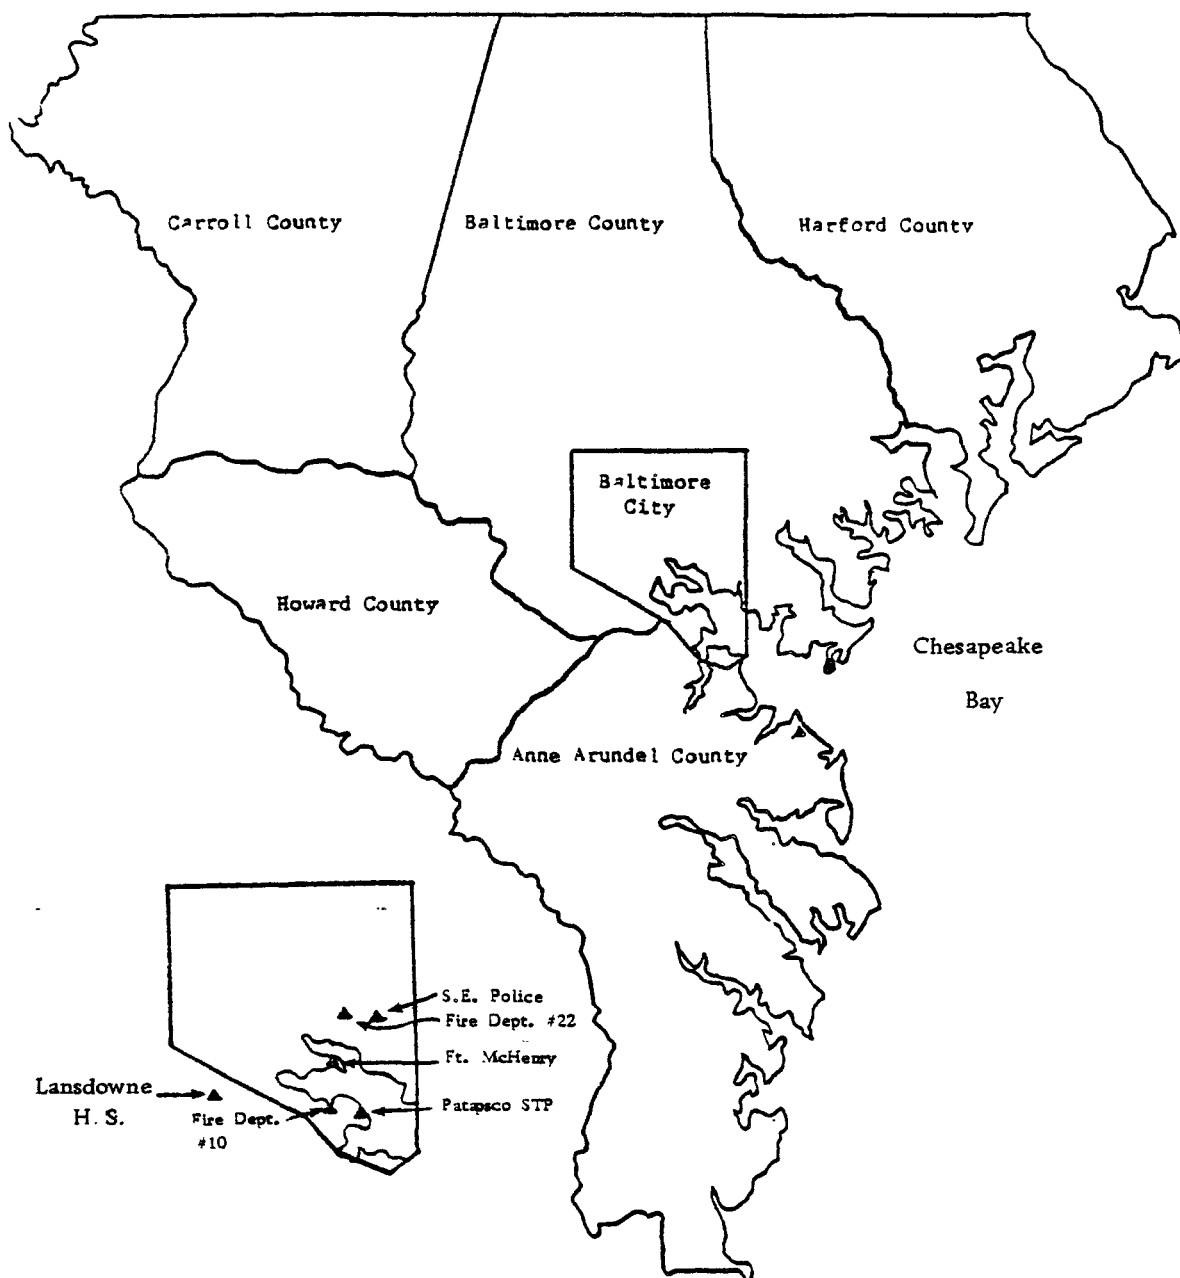 Carroll County
Baltimore County
Harford County
Baltimore
City
Howard County
Chesapeake
Bay
Anne Arundel County
S.E. Police
Fire Dept. #22
Ft. McHenry
Lansdowne
H. S.
Fire Dept.
#10
Patapsco STP